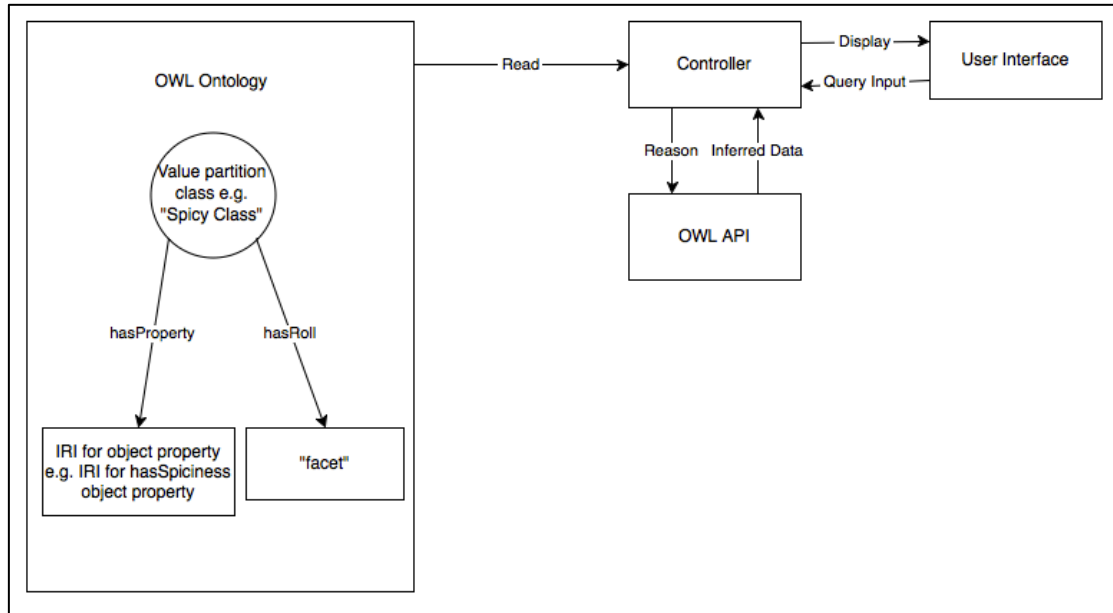 OWL Ontology
Value partition
class e.g.
"Spicy Class"
hasProperty
hasRoll
IRI for object property
e.g. IRI for hasSpiciness
object property
"facet"
Read
Controller
Display
Query Input
User Interface
Reason
Inferred Data
OWL API